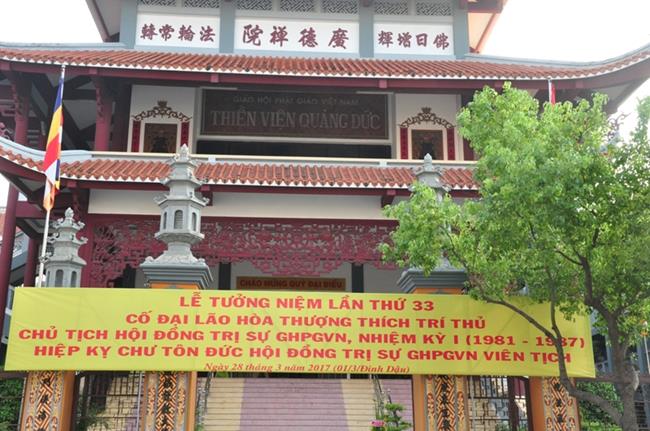 法輪常轉 廣德禪院 佛日增輝
GIÁO HỘI PHẬT GIÁO VIỆT NAM
THIỀN VIỆN QUẢNG ĐỨC
CHÀO MỪNG QUÝ ĐẠI BIỂU
LỄ TƯỞNG NIỆM LẦN THỨ 33
CỐ ĐẠI LÃO HÒA THƯỢNG THÍCH TRÍ THỦ
CHỦ TỊCH HỘI ĐỒNG TRỊ SỰ GHPGVN, NHIỆM KỲ I (1981 - 1987)
HIỆP KỴ CHƯ TÔN ĐỨC HỘI ĐỒNG TRỊ SỰ GHPGVN VIÊN TỊCH
Ngày 28 tháng 3 năm 2017 (01/3/Đinh Dậu)